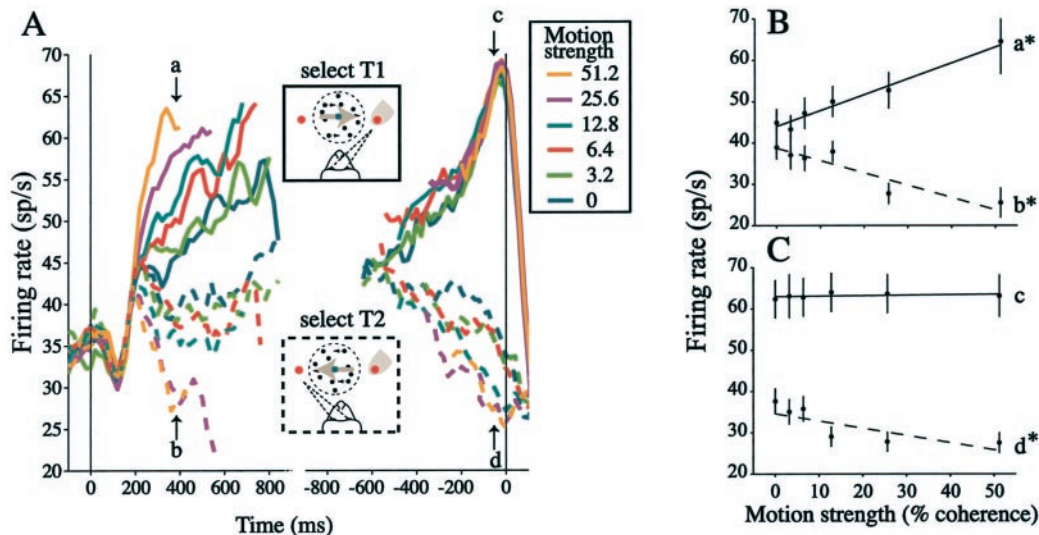 A
70
65
60
55
50
45
40
35
30
25
20
Firing rate (sp/s)
a
b
c
d
select T1
select T2
Motion
strength
51.2
25.6
12.8
6.4
3.2
0
0 200 400 600 800
-800 -600 -400 -200 0
Time (ms)
B
70
60
50
40
30
20
a*
b*
Firing rate (sp/s)
C
70
60
50
40
30
20
c
d*
0 10 20 30 40 50
Motion strength (% coherence)